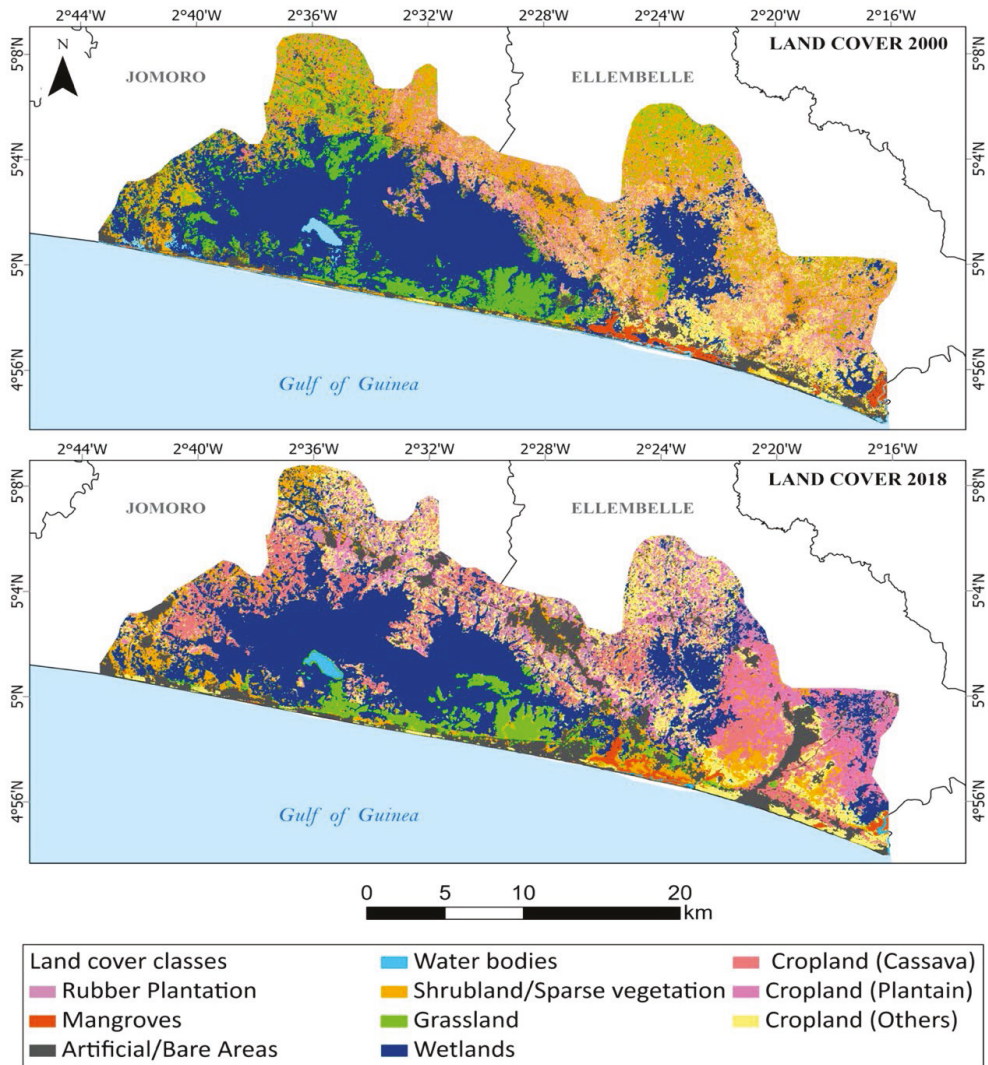 2°44'W 2°40'W 2°36'W 2°32'W 2°28'W 2°24'W 2°20'W 2°16'W
LAND COVER 2000
N
JOMORO ELLEMBELLE
5°8'N 5°8'N
5°4'N 5°4'N
5°N 5°N
4°56'N 4°56'N
Gulf of Guinea
2°44'W 2°40'W 2°36'W 2°32'W 2°28'W 2°24'W 2°20'W 2°16'W
LAND COVER 2018
JOMORO ELLEMBELLE
5°8'N 5°8'N
5°4'N 5°4'N
5°N 5°N
4°56'N 4°56'N
Gulf of Guinea
0 5 10 20
km
Land cover classes
Rubber Plantation
Mangroves
Artificial/Bare Areas
Water bodies
Shrubland/Sparse vegetation
Grassland
Wetlands
Cropland (Cassava)
Cropland (Plantain)
Cropland (Others)